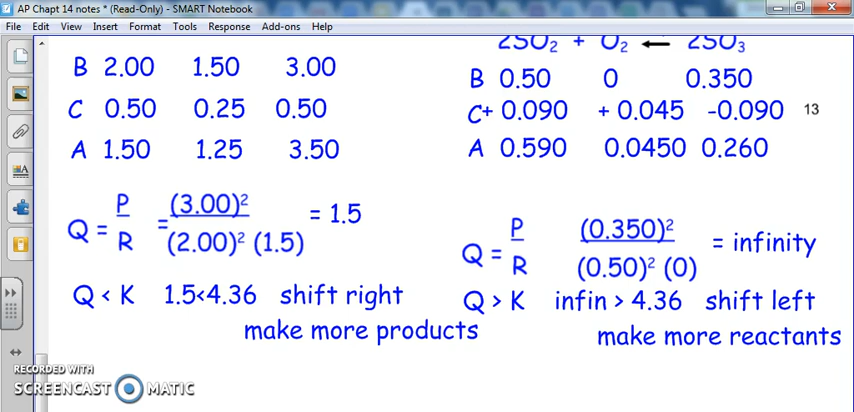 AP Chapt 14 notes * (Read-Only) - SMART Notebook
File Edit View Insert Format Tools Response Add-ons Help
B 2.00 1.50 3.00
C 0.50 0.25 0.50
A 1.50 1.25 3.50
Q = P/R = (3.00)² / (2.00)² (1.5) = 1.5
Q < K 1.5<4.36 shift right
make more products
2SO₂ + O₂ ← 2SO₃
B 0.50 0 0.350
C+ 0.090 + 0.045 -0.090
A 0.590 0.0450 0.260
Q = P/R (0.350)² / (0.50)² (0) = infinity
Q > K infin > 4.36 shift left
make more reactants
13
RECORDED WITH
SCREENCAST MATIC